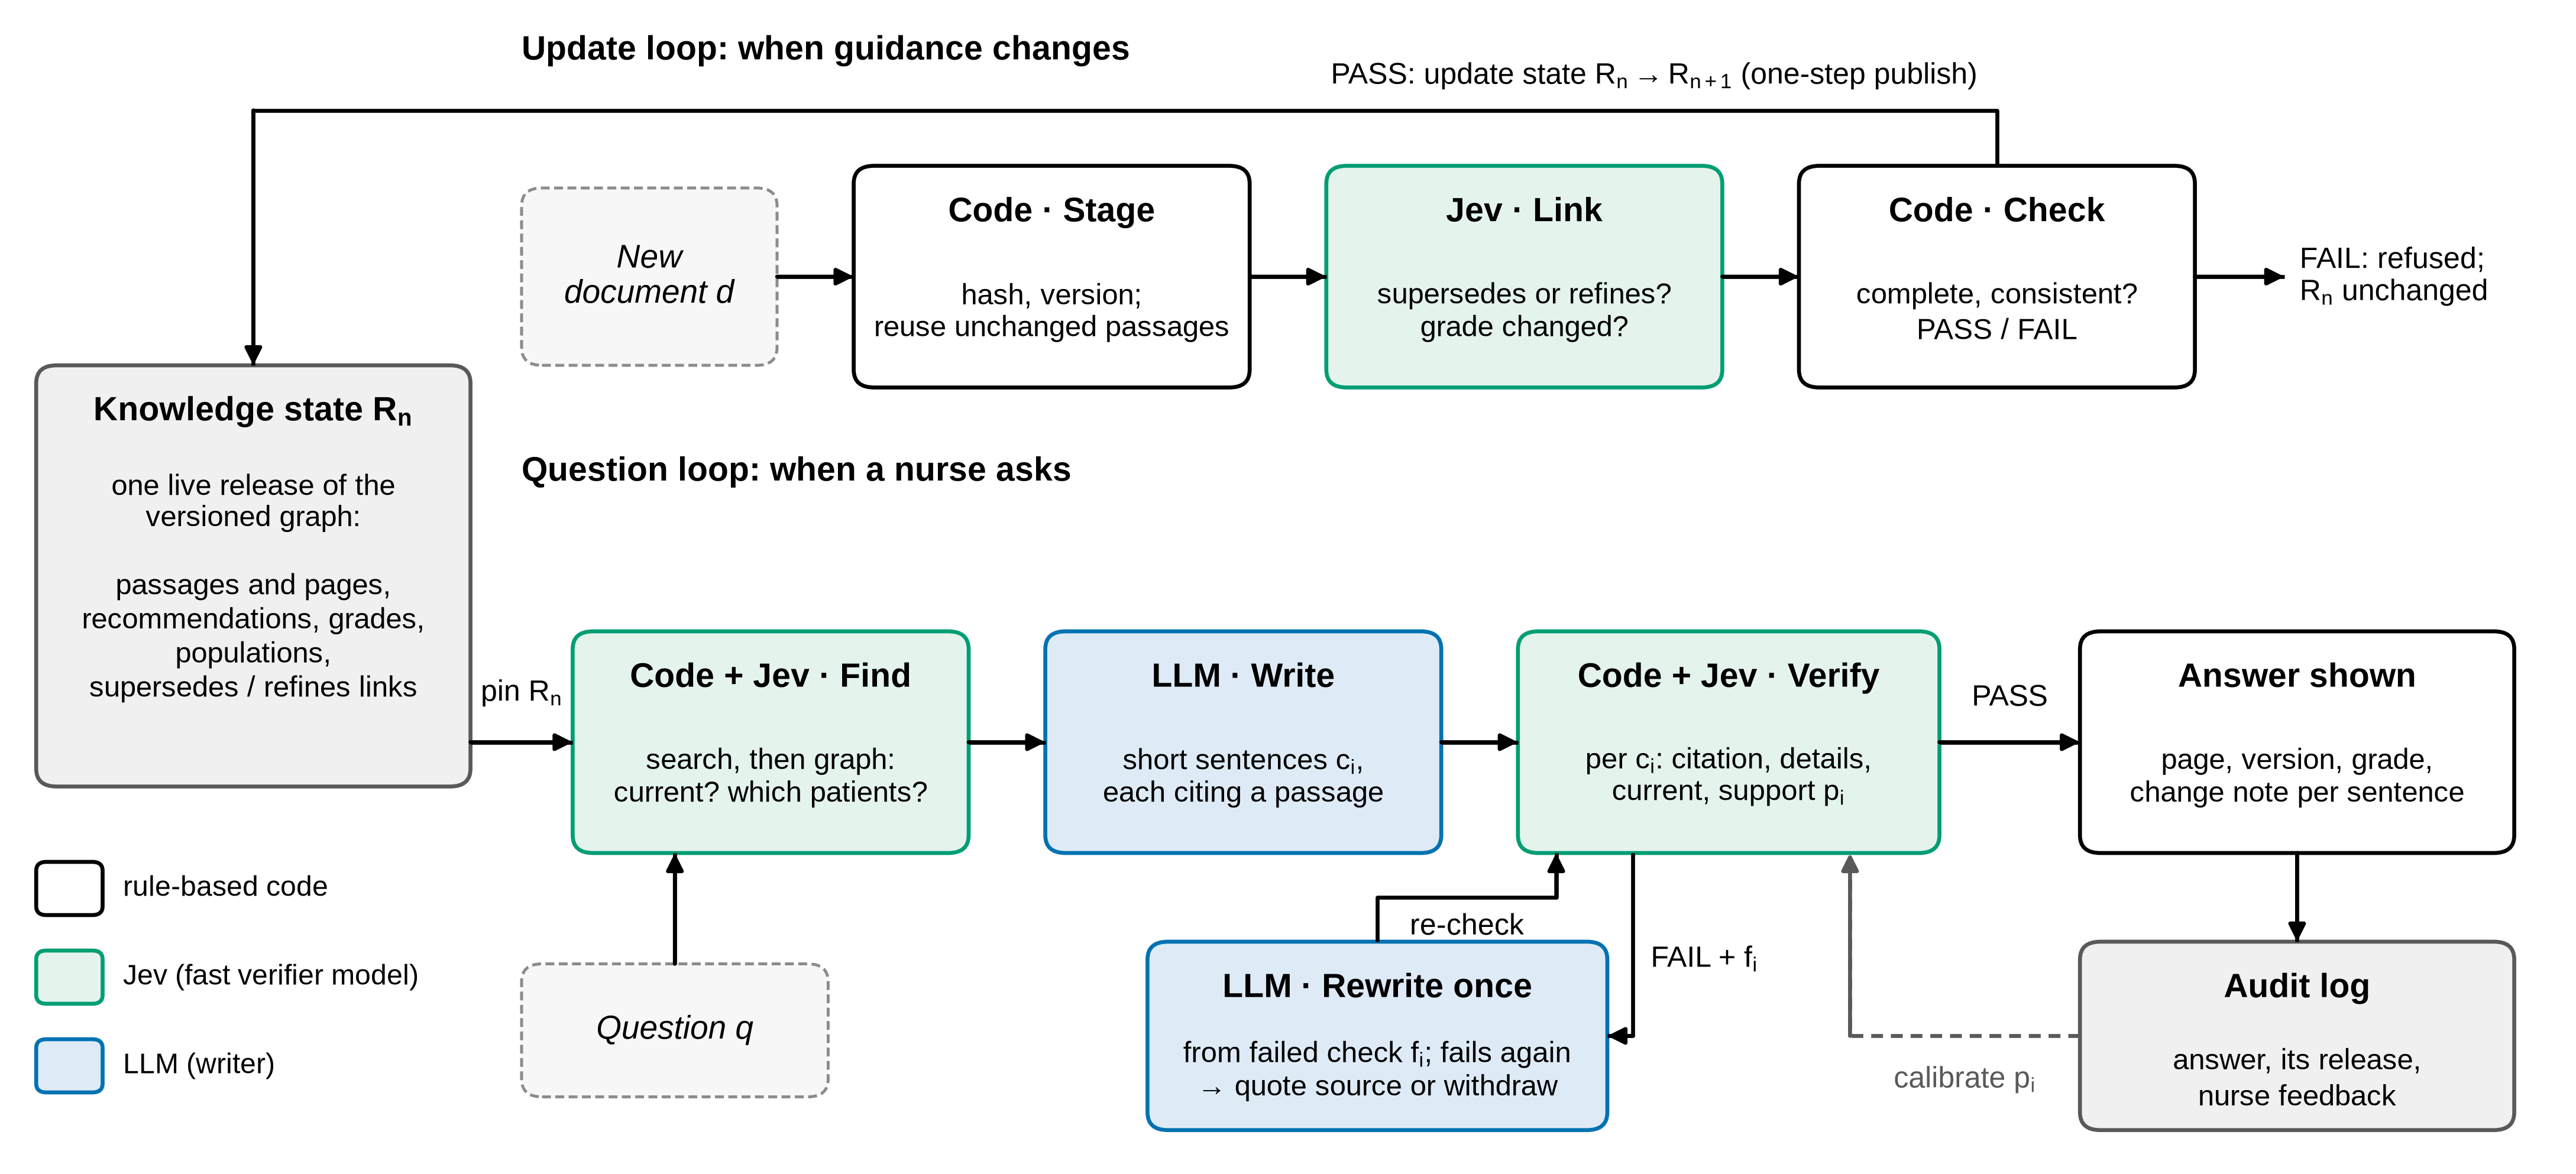 Update loop: when guidance changes
PASS: update state Rₙ → Rₙ₊₁ (one-step publish)
New
document d
Code · Stage
hash, version;
reuse unchanged passages
Jev · Link
supersedes or refines?
grade changed?
Code · Check
complete, consistent?
PASS / FAIL
FAIL: refused;
Rₙ unchanged
Knowledge state Rₙ
one live release of the
versioned graph:
passages and pages,
recommendations, grades,
populations,
supersedes / refines links
Question loop: when a nurse asks
pin Rₙ
Code + Jev · Find
search, then graph:
current? which patients?
LLM · Write
short sentences cᵢ,
each citing a passage
Code + Jev · Verify
per cᵢ: citation, details,
current, support pᵢ
PASS
Answer shown
page, version, grade,
change note per sentence
rule-based code
Jev (fast verifier model)
LLM (writer)
Question q
re-check
FAIL + fᵢ
LLM · Rewrite once
from failed check fᵢ; fails again
→ quote source or withdraw
calibrate pᵢ
Audit log
answer, its release,
nurse feedback